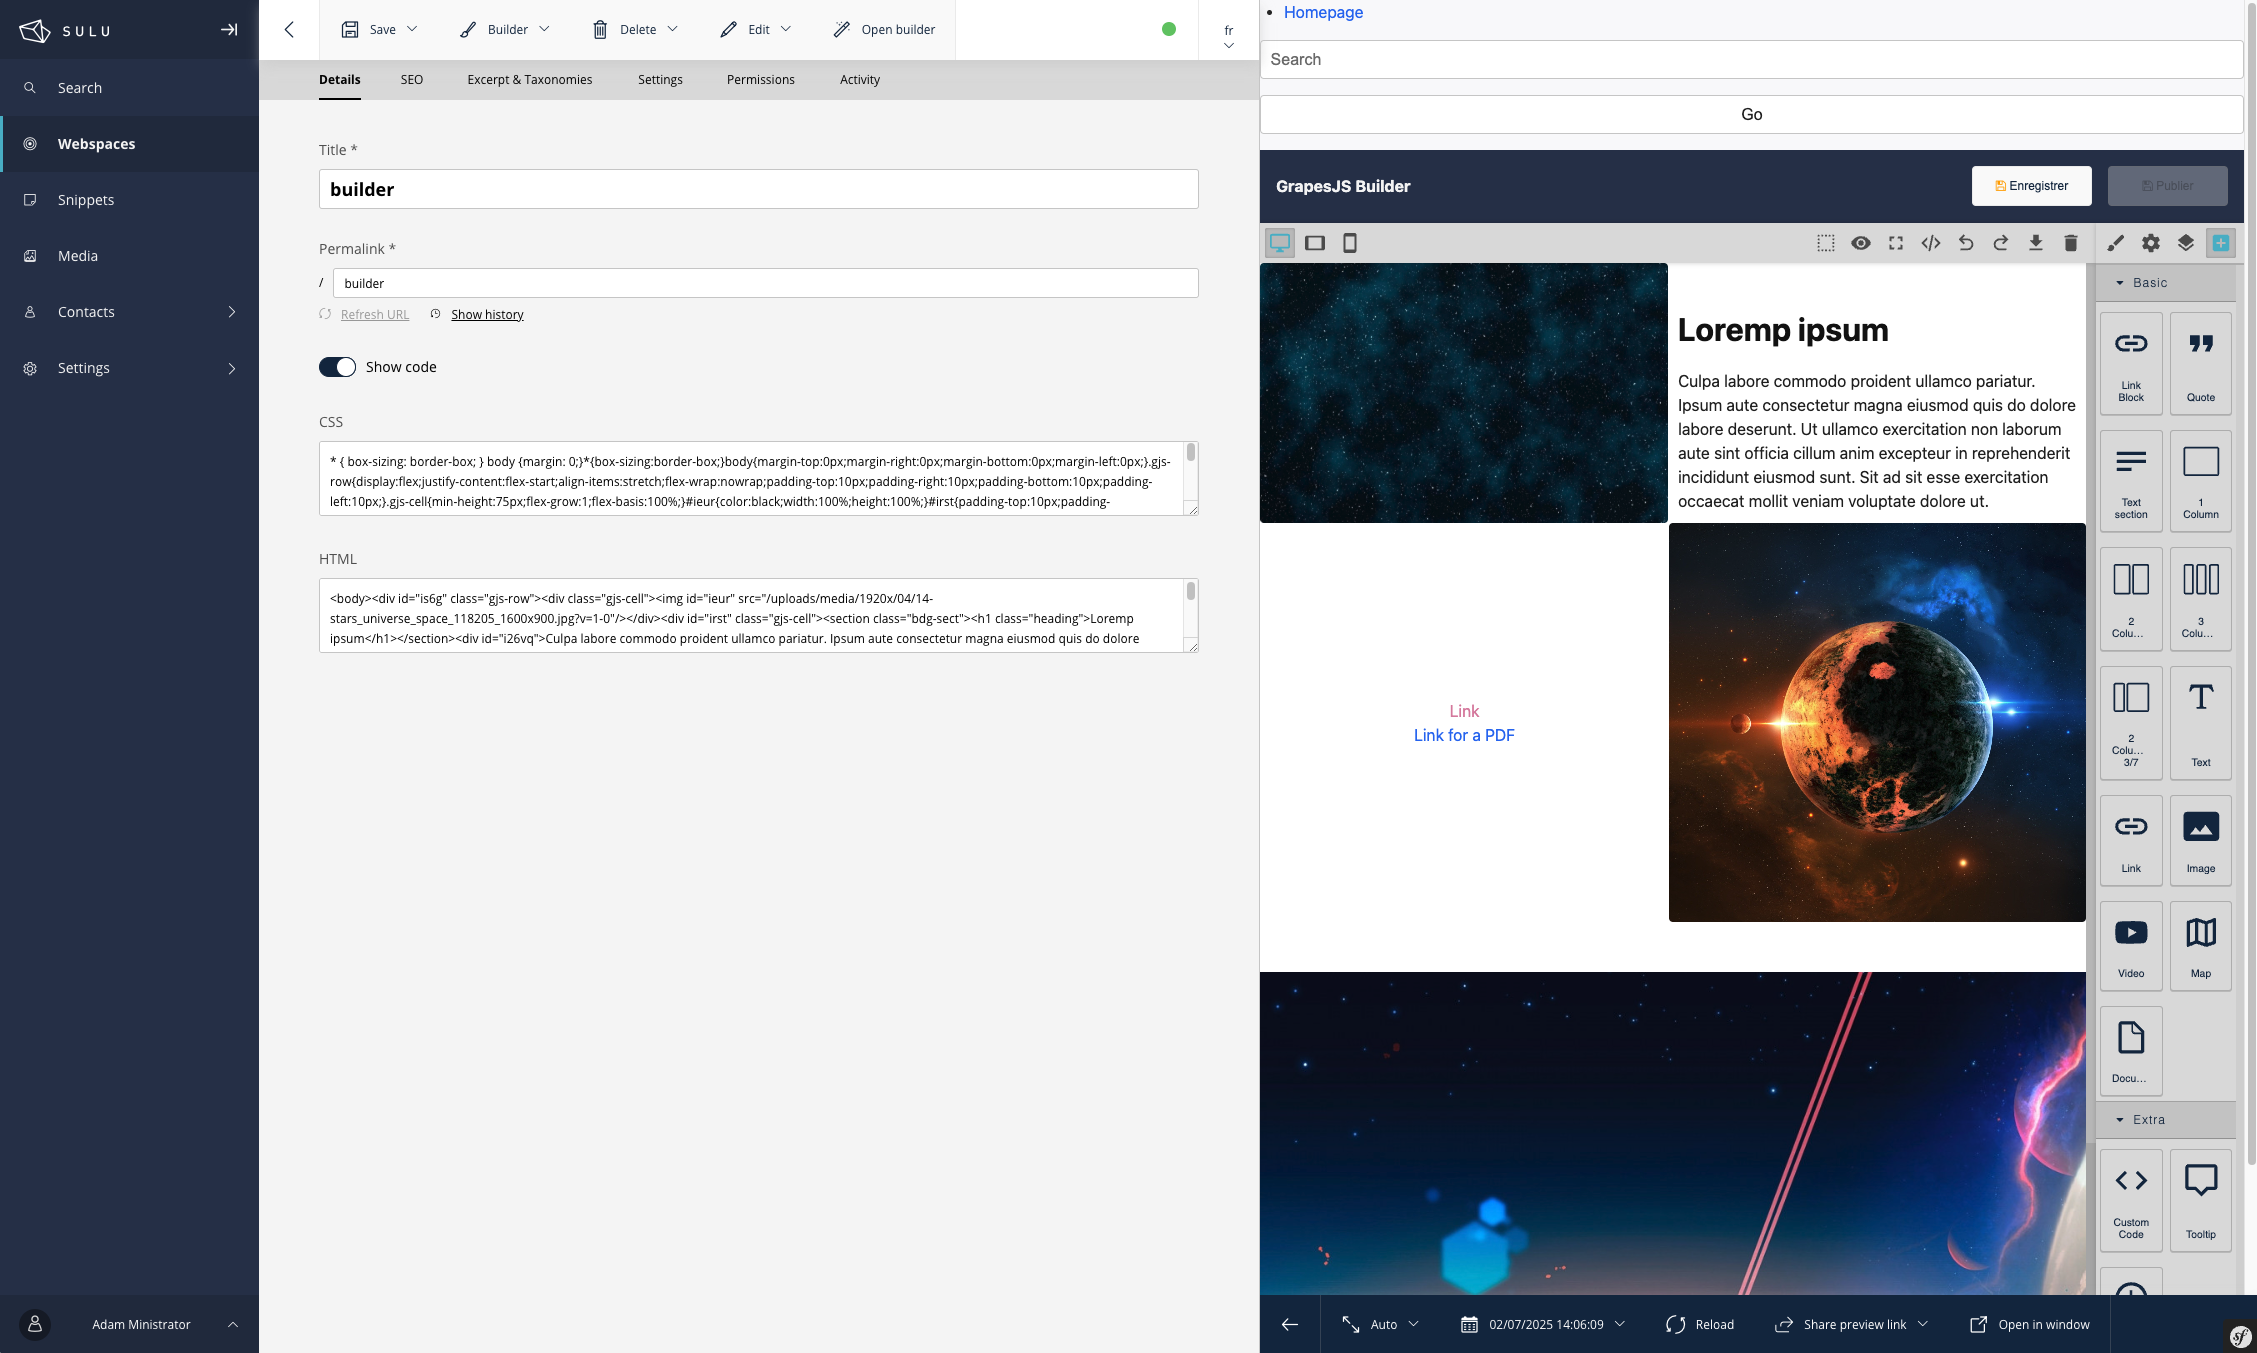 SULU
Search
Webspaces
Snippets
Media
Contacts
Settings
Adam Ministrator
Save
Builder
Delete
Edit
Open builder
fr
Details
SEO
Excerpt & Taxonomies
Settings
Permissions
Activity
Title *
builder
Permalink *
/
builder
Refresh URL
Show history
Show code
CSS
* { box-sizing: border-box; } body {margin: 0;}*{box-sizing:border-box;}body{margin-top:0px;margin-right:0px;margin-bottom:0px;margin-left:0px;}.gjs-
row{display:flex;justify-content:flex-start;align-items:stretch;flex-wrap:nowrap;padding-top:10px;padding-right:10px;padding-bottom:10px;padding-
left:10px;}.gjs-cell{min-height:75px;flex-grow:1;flex-basis:100%;}#ieur{color:black;width:100%;height:100%;}#irst{padding-top:10px;padding-
HTML
<body><div id="is6g" class="gjs-row"><div class="gjs-cell"><img id="ieur" src="/uploads/media/1920x/04/14-
stars_universe_space_118205_1600x900.jpg?v=1-0"/></div><div id="irst" class="gjs-cell"><section class="bdg-sect"><h1 class="heading">Loremp
ipsum</h1></section><div id="i26vq">Culpa labore commodo proident ullamco pariatur. Ipsum aute consectetur magna eiusmod quis do dolore
Homepage
Search
Go
GrapesJS Builder
Enregistrer
Publier
Loremp ipsum
Culpa labore commodo proident ullamco pariatur.
Ipsum aute consectetur magna eiusmod quis do dolore
labore deserunt. Ut ullamco exercitation non laborum
aute sint officia cillum anim excepteur in reprehenderit
incididunt eiusmod sunt. Sit ad sit esse exercitation
occaecat mollit veniam voluptate dolore ut.
Link
Link for a PDF
Basic
Link
Block
Quote
Text
section
1
Column
2
Colu...
3
Colu...
2
Colu...
3/7
Text
Link
Image
Video
Map
Docu...
Extra
Custom
Code
Tooltip
Auto
02/07/2025 14:06:09
Reload
Share preview link
Open in window
sf